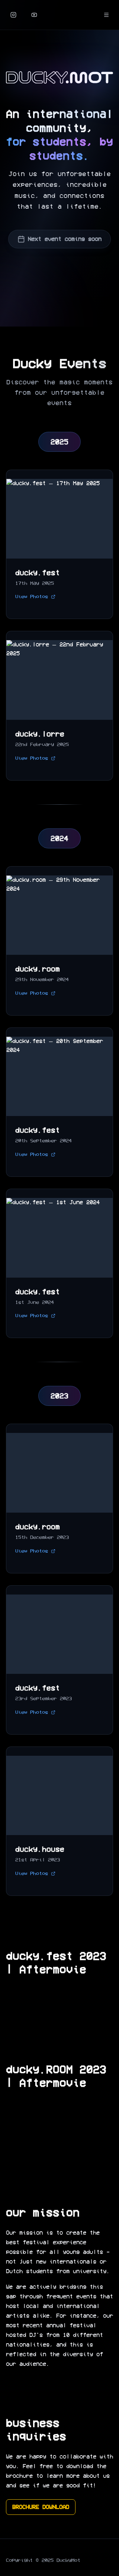 DUCKY.MOT
An international
community,
for students, by
students.
Join us for unforgettable
experiences, incredible
music, and connections
that last a lifetime.
Next event coming soon
Ducky Events
Discover the magic moments
from our unforgettable
events
2025
ducky.fest – 17th May 2025
ducky.fest
17th May 2025
View Photos
ducky.lorre – 22nd February
2025
ducky.lorre
22nd February 2025
View Photos
2024
ducky.room – 29th November
2024
ducky.room
29th November 2024
View Photos
ducky.fest – 20th September
2024
ducky.fest
20th September 2024
View Photos
ducky.fest – 1st June 2024
ducky.fest
1st June 2024
View Photos
2023
ducky.room
15th December 2023
View Photos
ducky.fest
23rd September 2023
View Photos
ducky.house
21st April 2023
View Photos
ducky.fest 2023
| Aftermovie
ducky.ROOM 2023
| Aftermovie
our mission
Our mission is to create the
best festival experience
possible for all young adults –
not just new internationals or
Dutch students from university.
We are actively bridging this
gap through frequent events that
host local and international
artists alike. For instance, our
most recent annual festival
hosted DJ's from 10 different
nationalities, and this is
reflected in the diversity of
our audience.
business
inquiries
We are happy to collaborate with
you. Feel free to download the
brochure to learn more about us
and see if we are good fit!
BROCHURE DOWNLOAD
Copyright © 2025 DuckyMot